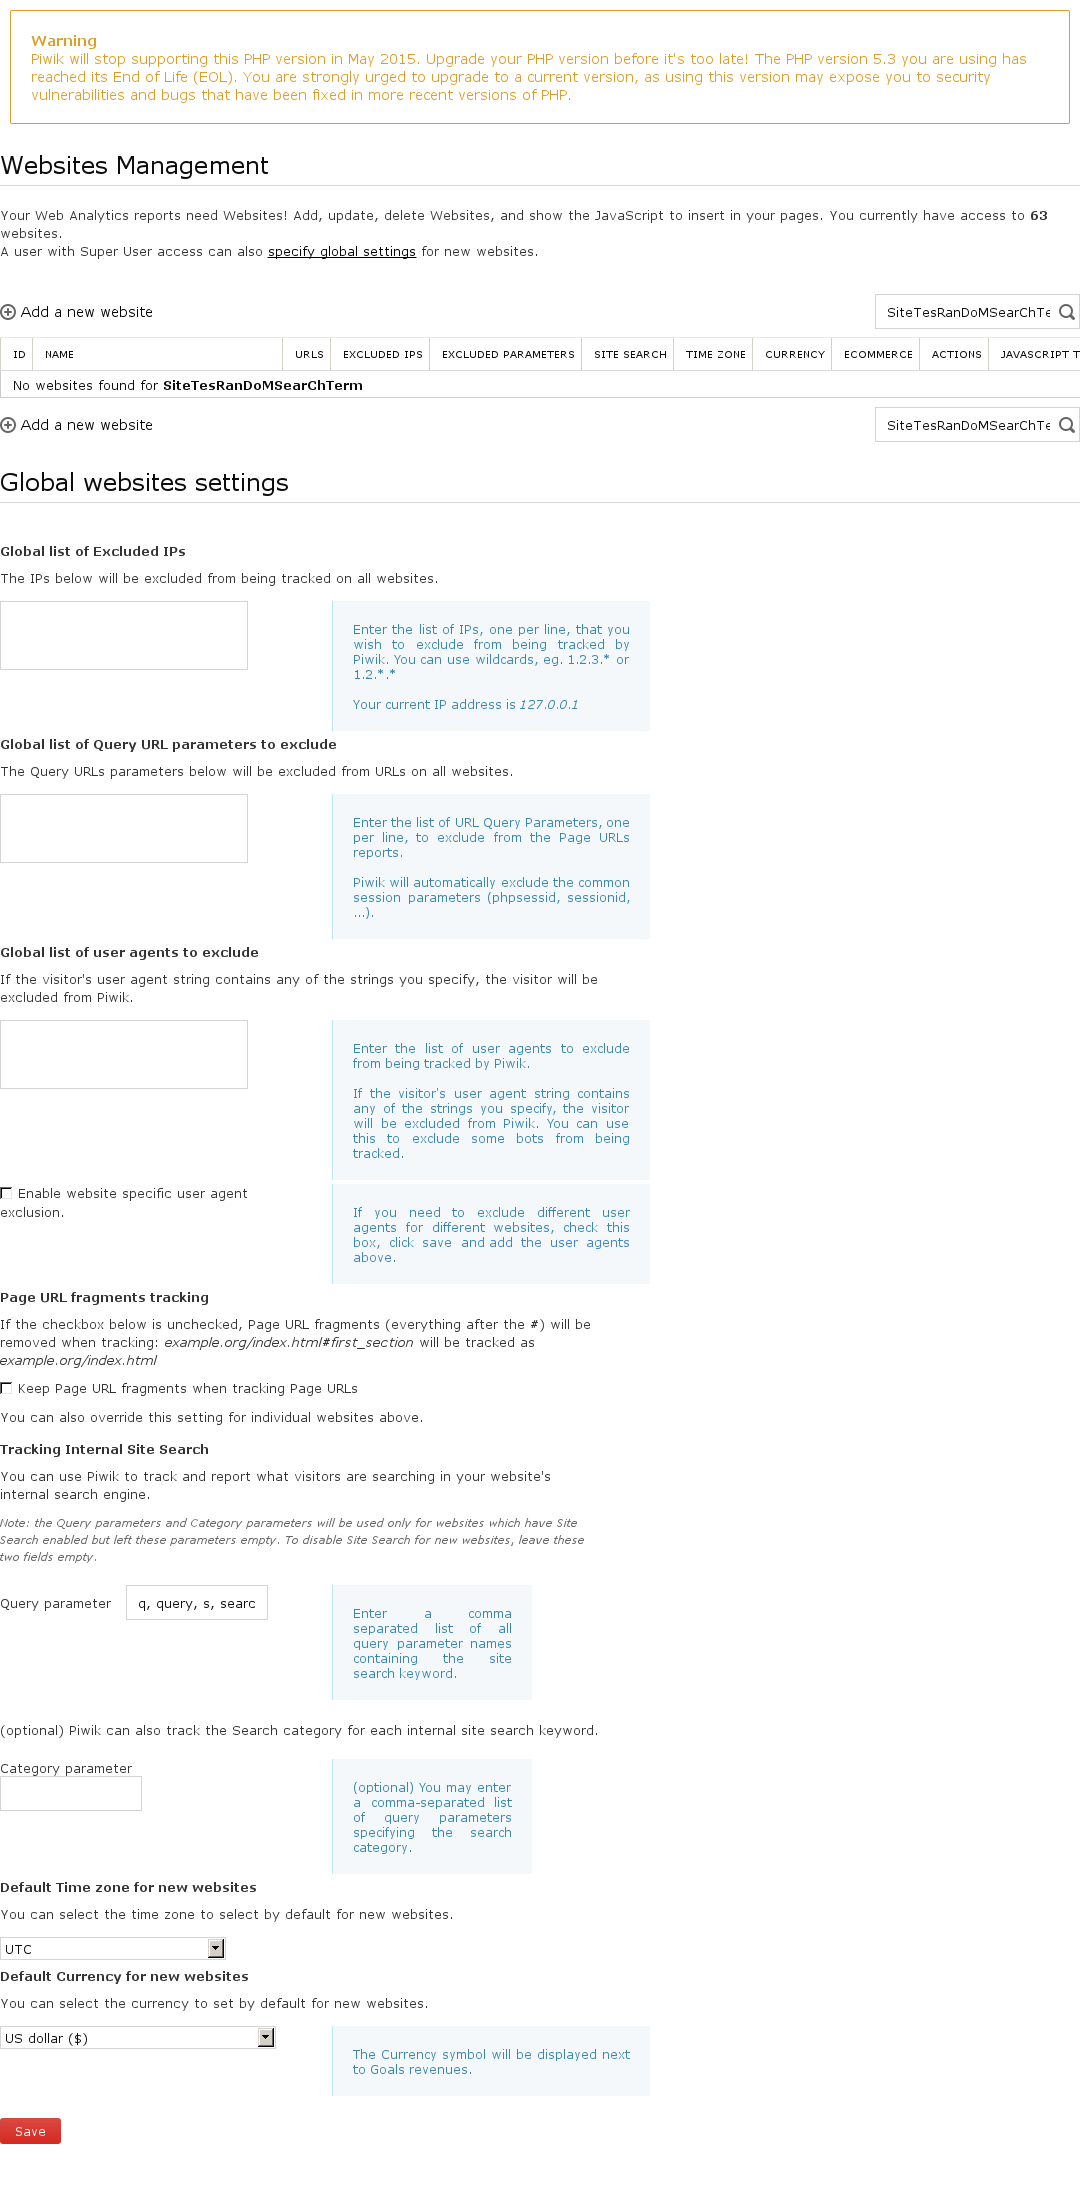 Warning
Piwik will stop supporting this PHP version in May 2015. Upgrade your PHP version before it's too late! The PHP version 5.3 you are using has
reached its End of Life (EOL). You are strongly urged to upgrade to a current version, as using this version may expose you to security
vulnerabilities and bugs that have been fixed in more recent versions of PHP.
Websites Management
Your Web Analytics reports need Websites! Add, update, delete Websites, and show the JavaScript to insert in your pages. You currently have access to 63
websites.
A user with Super User access can also specify global settings for new websites.
Add a new website SiteTesRanDoMSearChTe
ID NAME URLS EXCLUDED IPS EXCLUDED PARAMETERS SITE SEARCH TIME ZONE CURRENCY ECOMMERCE ACTIONS JAVASCRIPT T
No websites found for SiteTesRanDoMSearChTerm
Add a new website SiteTesRanDoMSearChTe
Global websites settings
Global list of Excluded IPs
The IPs below will be excluded from being tracked on all websites.
Enter the list of IPs, one per line, that you
wish to exclude from being tracked by
Piwik. You can use wildcards, eg. 1.2.3.* or
1.2.*.*
Your current IP address is 127.0.0.1
Global list of Query URL parameters to exclude
The Query URLs parameters below will be excluded from URLs on all websites.
Enter the list of URL Query Parameters, one
per line, to exclude from the Page URLs
reports.
Piwik will automatically exclude the common
session parameters (phpsessid, sessionid,
...).
Global list of user agents to exclude
If the visitor's user agent string contains any of the strings you specify, the visitor will be
excluded from Piwik.
Enter the list of user agents to exclude
from being tracked by Piwik.
If the visitor's user agent string contains
any of the strings you specify, the visitor
will be excluded from Piwik. You can use
this to exclude some bots from being
tracked.
Enable website specific user agent
exclusion.
If you need to exclude different user
agents for different websites, check this
box, click save and add the user agents
above.
Page URL fragments tracking
If the checkbox below is unchecked, Page URL fragments (everything after the #) will be
removed when tracking: example.org/index.html#first_section will be tracked as
example.org/index.html
Keep Page URL fragments when tracking Page URLs
You can also override this setting for individual websites above.
Tracking Internal Site Search
You can use Piwik to track and report what visitors are searching in your website's
internal search engine.
Note: the Query parameters and Category parameters will be used only for websites which have Site
Search enabled but left these parameters empty. To disable Site Search for new websites, leave these
two fields empty.
Query parameter q, query, s, searc
Enter a comma
separated list of all
query parameter names
containing the site
search keyword.
(optional) Piwik can also track the Search category for each internal site search keyword.
Category parameter
(optional) You may enter
a comma-separated list
of query parameters
specifying the search
category.
Default Time zone for new websites
You can select the time zone to select by default for new websites.
UTC
Default Currency for new websites
You can select the currency to set by default for new websites.
US dollar ($)
The Currency symbol will be displayed next
to Goals revenues.
Save